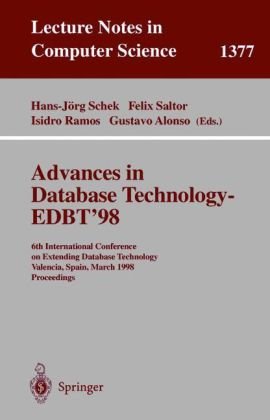 Lecture Notes in
Computer Science 1377
Hans-Jörg Schek Felix Saltor
Isidro Ramos Gustavo Alonso (Eds.)
Advances in
Database Technology-
EDBT'98
6th International Conference
on Extending Database Technology
Valencia, Spain, March 1998
Proceedings
Springer